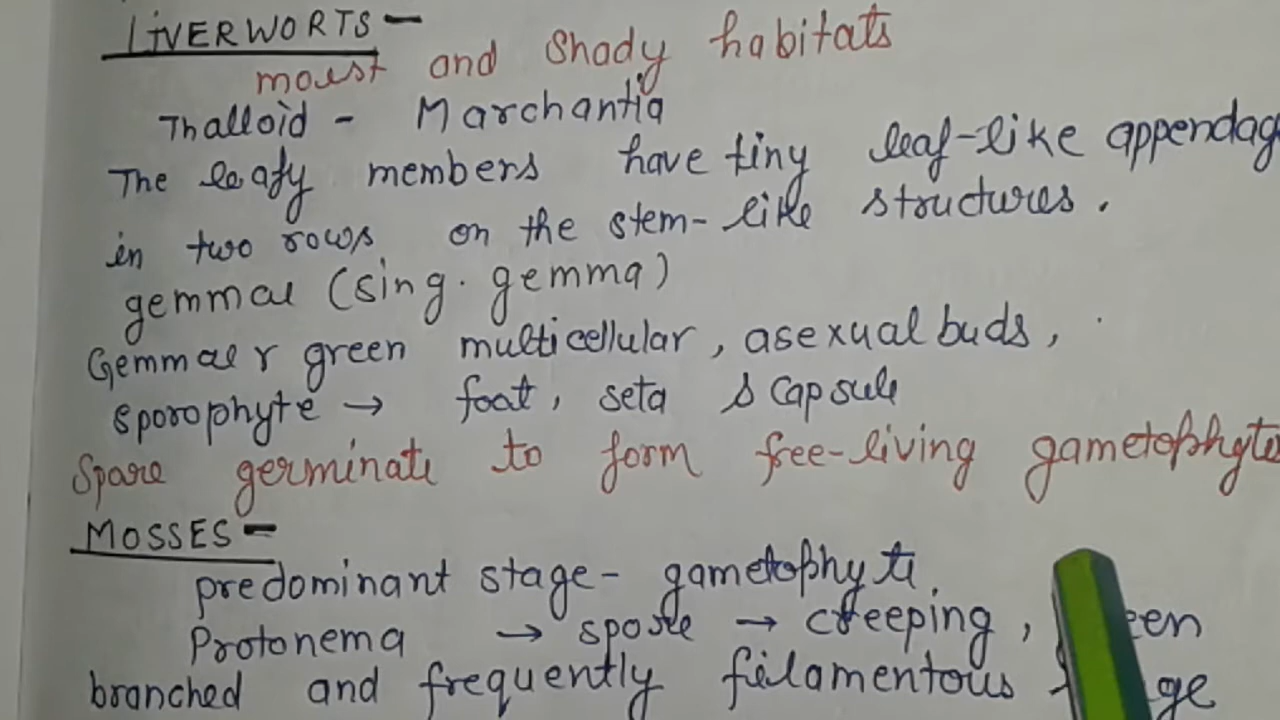 LIVERWORTS -
moist and Shady habitats
Thalloid - Marchantia
The leafy members have tiny leaf-like appendag
in two rows on the stem-like structures.
gemmae (sing. gemma)
Gemmae r green multicellular, asexual buds,
sporophyte → foot, seta & capsule
Spore germinate to form free-living gametophyte
MOSSES -
predominant stage - gametophyte.
Protonema → spore → creeping, een
branched and frequently filamentous ge